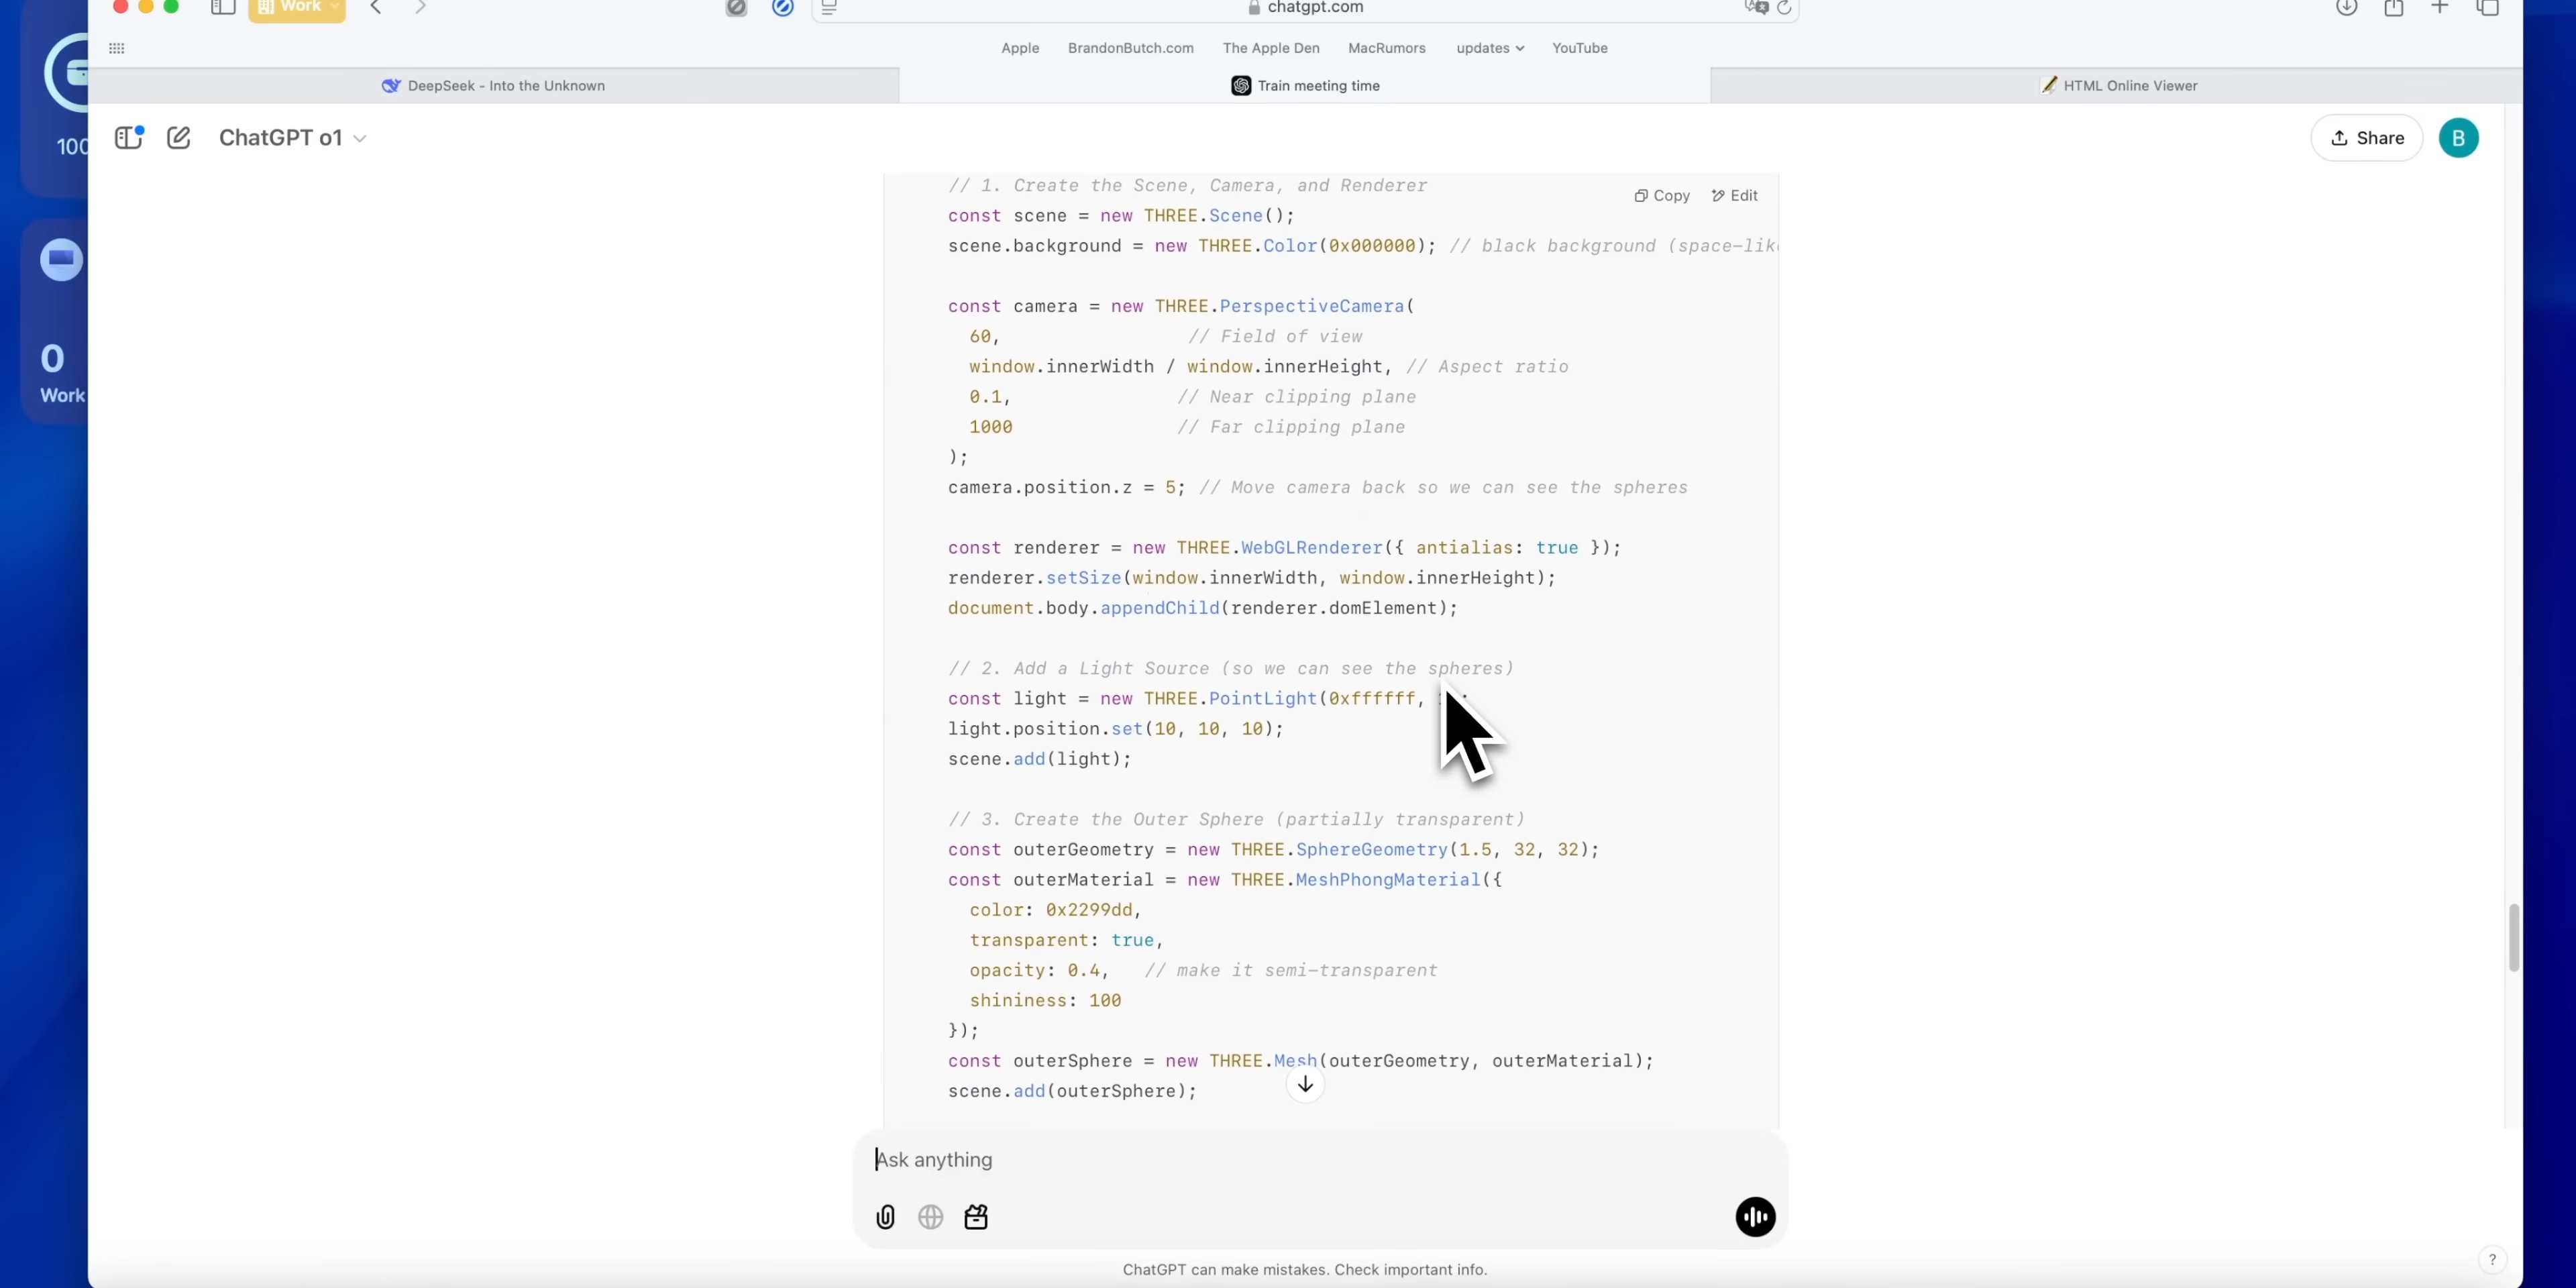 Work
chatgpt.com
Apple BrandonButch.com The Apple Den MacRumors updates YouTube
DeepSeek - Into the Unknown
Train meeting time
HTML Online Viewer
100
ChatGPT o1
Share
B
0
Work
// 1. Create the Scene, Camera, and Renderer
Copy Edit
const scene = new THREE.Scene();
scene.background = new THREE.Color(0x000000); // black background (space-lik
const camera = new THREE.PerspectiveCamera(
60, // Field of view
window.innerWidth / window.innerHeight, // Aspect ratio
0.1, // Near clipping plane
1000 // Far clipping plane
);
camera.position.z = 5; // Move camera back so we can see the spheres
const renderer = new THREE.WebGLRenderer({ antialias: true });
renderer.setSize(window.innerWidth, window.innerHeight);
document.body.appendChild(renderer.domElement);
// 2. Add a Light Source (so we can see the spheres)
const light = new THREE.PointLight(0xffffff,
light.position.set(10, 10, 10);
scene.add(light);
// 3. Create the Outer Sphere (partially transparent)
const outerGeometry = new THREE.SphereGeometry(1.5, 32, 32);
const outerMaterial = new THREE.MeshPhongMaterial({
color: 0x2299dd,
transparent: true,
opacity: 0.4, // make it semi-transparent
shininess: 100
});
const outerSphere = new THREE.Mesh(outerGeometry, outerMaterial);
scene.add(outerSphere);
Ask anything
ChatGPT can make mistakes. Check important info.
?